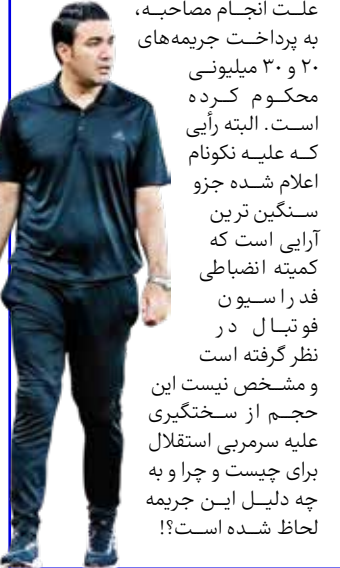 علت انجام مصاحبه،
به پرداخت جریمه‌های
۲۰ و ۳۰ میلیونی
محکوم کرده
است. البته رأیی
که علیه نکونام
اعلام شده جزو
سنگین ترین
آرایی است که
کمیته انضباطی
فدراسیون
فوتبال در
نظر گرفته است
و مشخص نیست این
حجم از سختگیری
علیه سرمربی استقلال
برای چیست و چرا و به
چه دلیل این جریمه
لحاظ شده است؟!